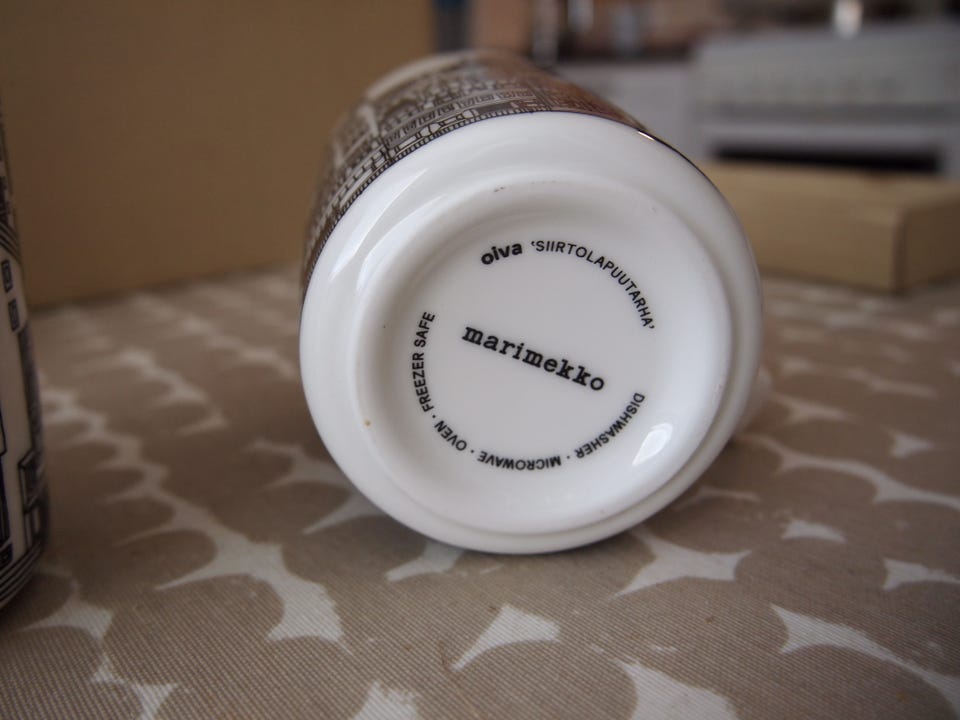 oiva 'SIIRTOLAPUUTARHA'
marimekko
DISHWASHER · MICROWAVE · OVEN · FREEZER SAFE